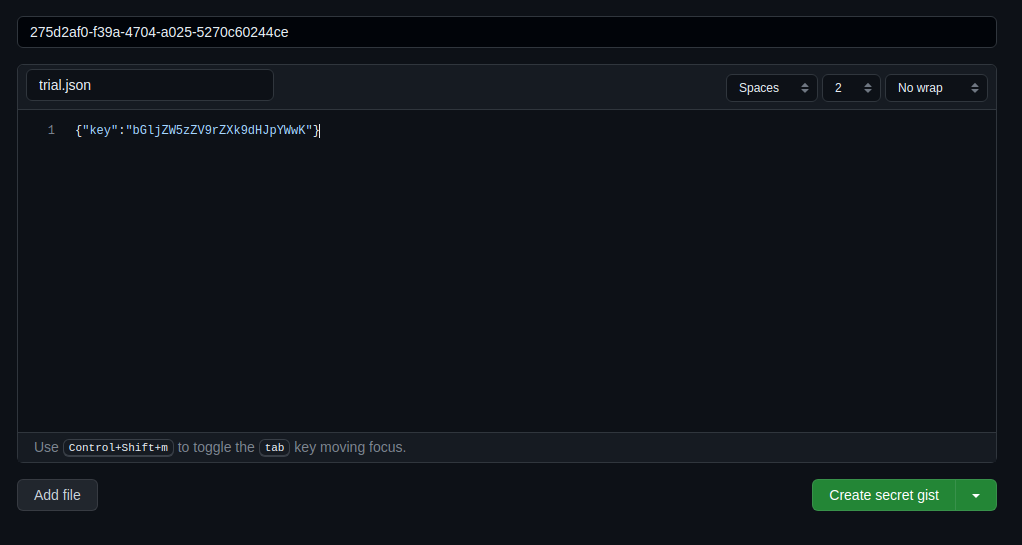 275d2af0-f39a-4704-a025-5270c60244ce
trial.json
Spaces
2
No wrap
1 {"key":"bGljZW5zZV9rZXk9dHJpYWwK"}
Use Control+Shift+m to toggle the tab key moving focus.
Add file
Create secret gist